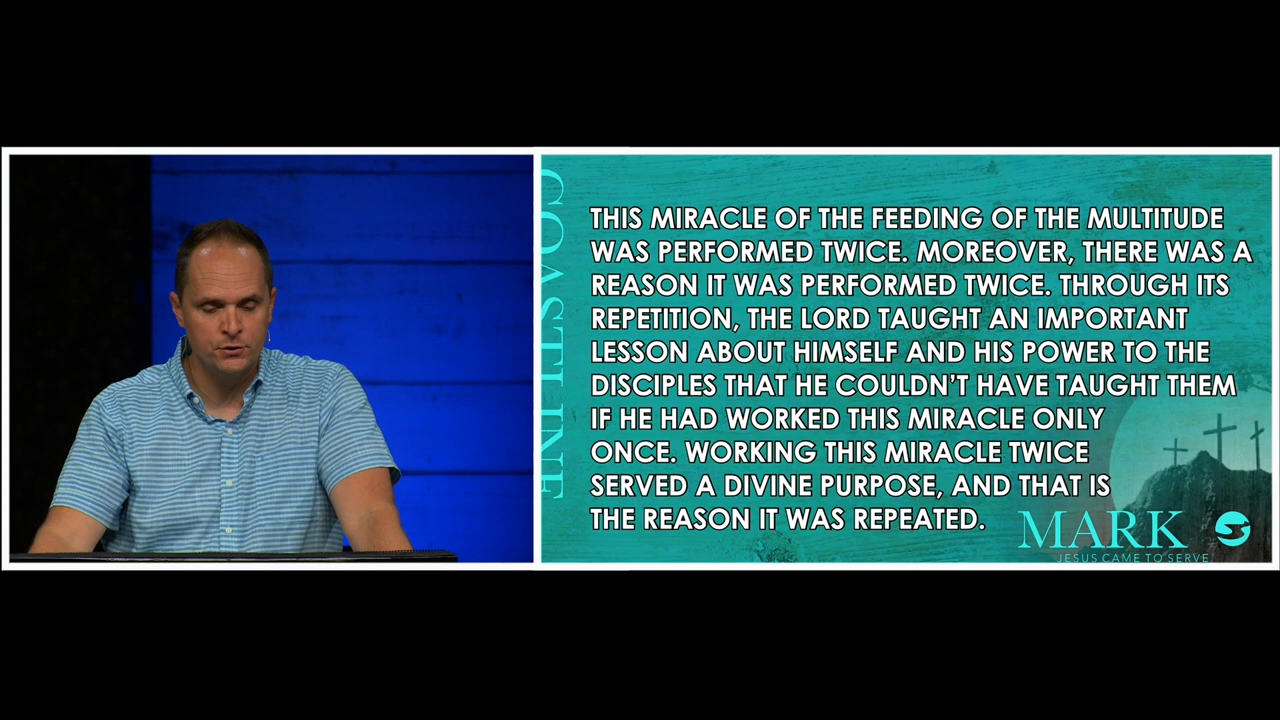 COASTLINE
THIS MIRACLE OF THE FEEDING OF THE MULTITUDE
WAS PERFORMED TWICE. MOREOVER, THERE WAS A
REASON IT WAS PERFORMED TWICE. THROUGH ITS
REPETITION, THE LORD TAUGHT AN IMPORTANT
LESSON ABOUT HIMSELF AND HIS POWER TO THE
DISCIPLES THAT HE COULDN'T HAVE TAUGHT THEM
IF HE HAD WORKED THIS MIRACLE ONLY
ONCE. WORKING THIS MIRACLE TWICE
SERVED A DIVINE PURPOSE, AND THAT IS
THE REASON IT WAS REPEATED.
MARK
JESUS CAME TO SERVE